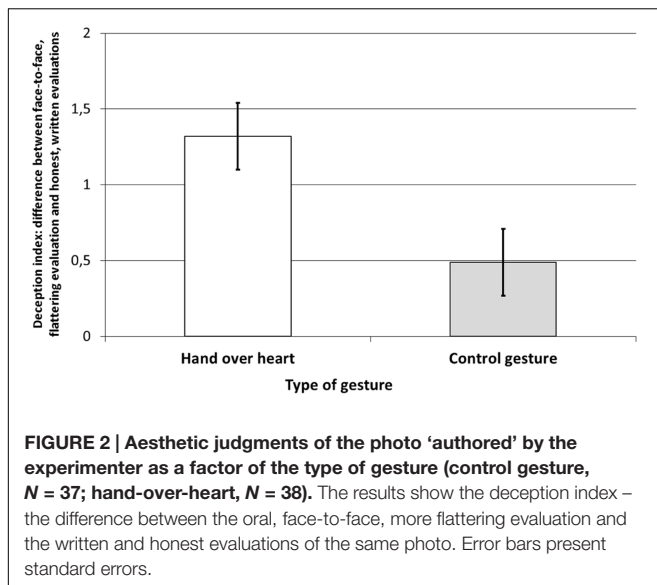 Deception index: difference between face-to-face,
flattering evaluation and honest, written evaluations
2
1,5
1
0,5
0
Hand over heart
Control gesture
Type of gesture
FIGURE 2 | Aesthetic judgments of the photo ‘authored’ by the
experimenter as a factor of the type of gesture (control gesture,
N = 37; hand-over-heart, N = 38). The results show the deception index –
the difference between the oral, face-to-face, more flattering evaluation and
the written and honest evaluations of the same photo. Error bars present
standard errors.